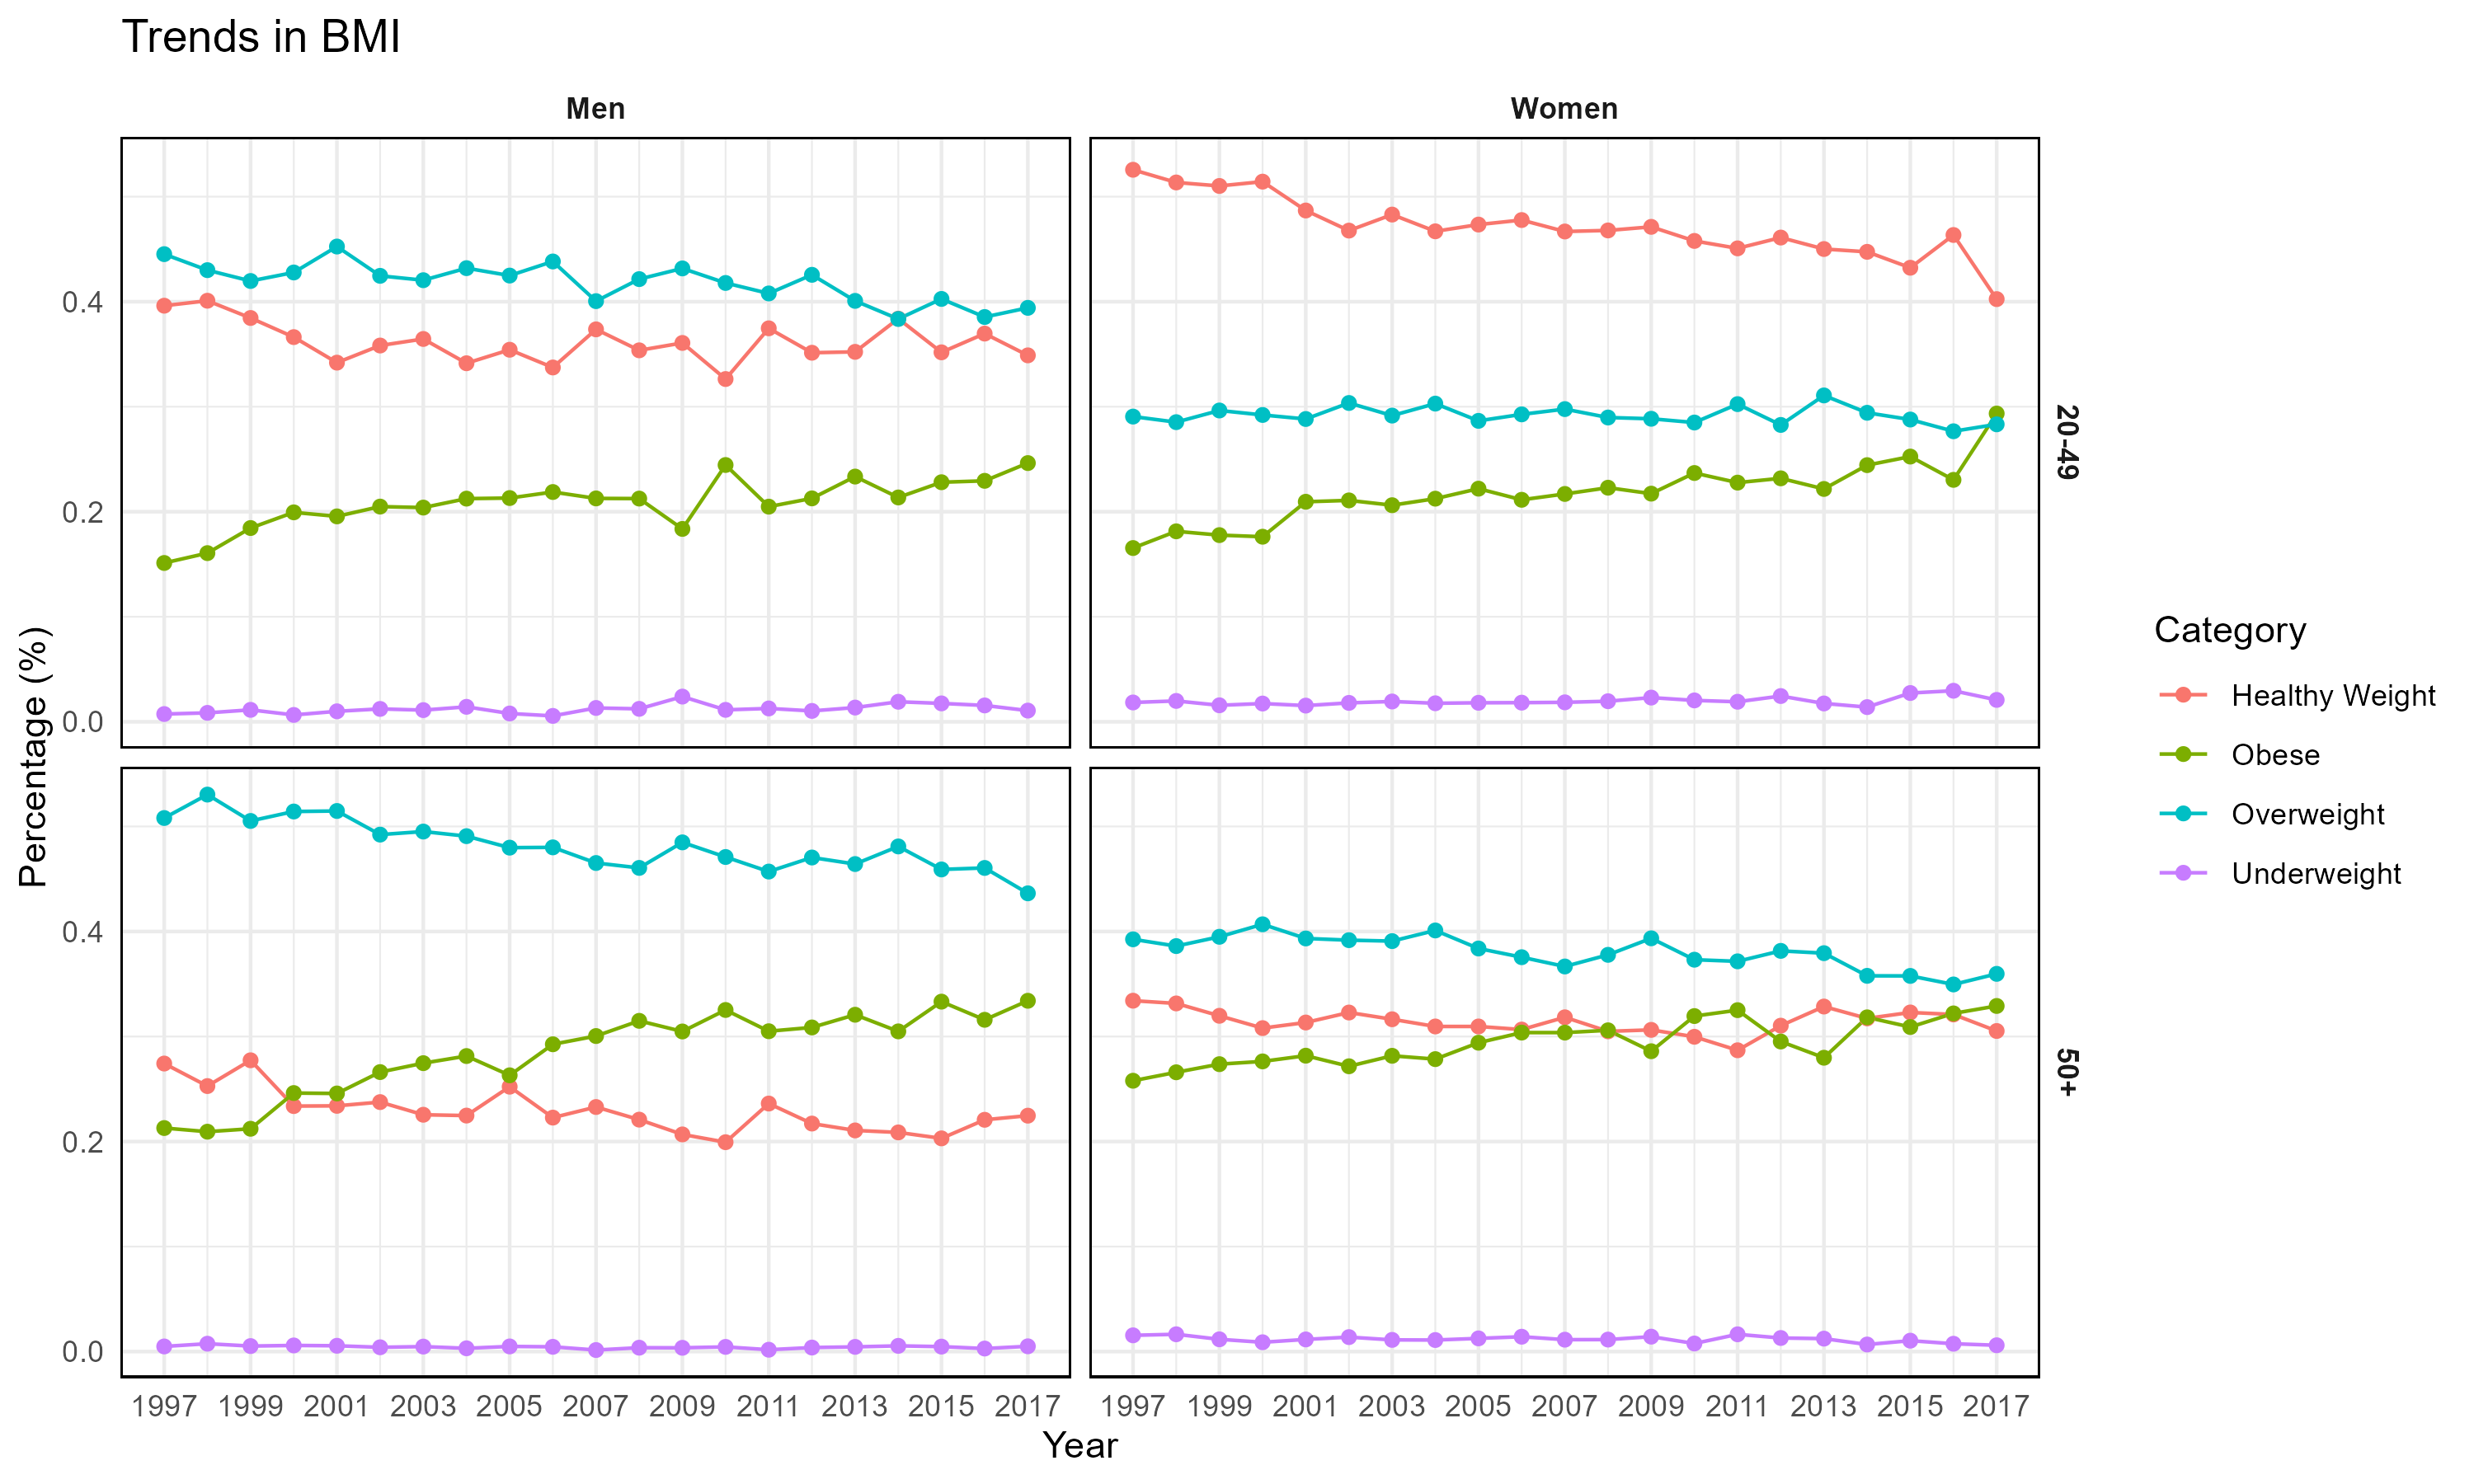 Trends in BMI
Men
Women
0.4
0.2
0.0
20-49
Percentage (%)
0.4
0.2
0.0
50+
1997 1999 2001 2003 2005 2007 2009 2011 2013 2015 2017
1997 1999 2001 2003 2005 2007 2009 2011 2013 2015 2017
Year
Category
Healthy Weight
Obese
Overweight
Underweight